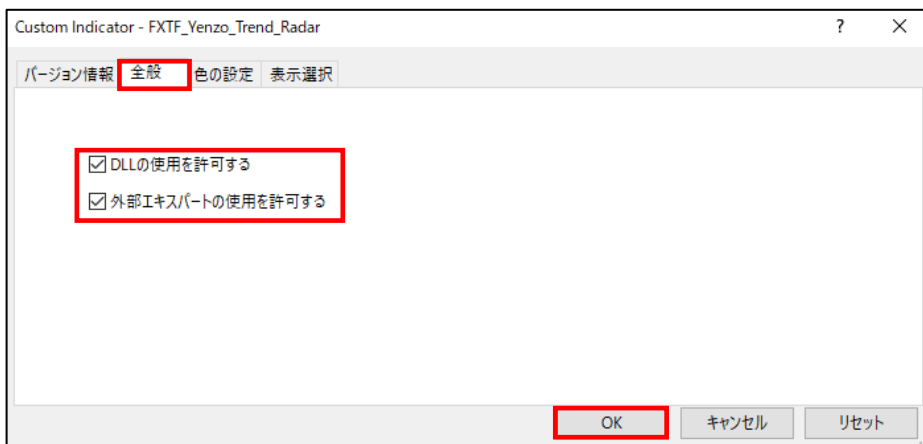 Custom Indicator - FXTF_Yenzo_Trend_Radar ?
バージョン情報 全般 色の設定 表示選択
DLLの使用を許可する
外部エキスパートの使用を許可する
OK キャンセル リセット